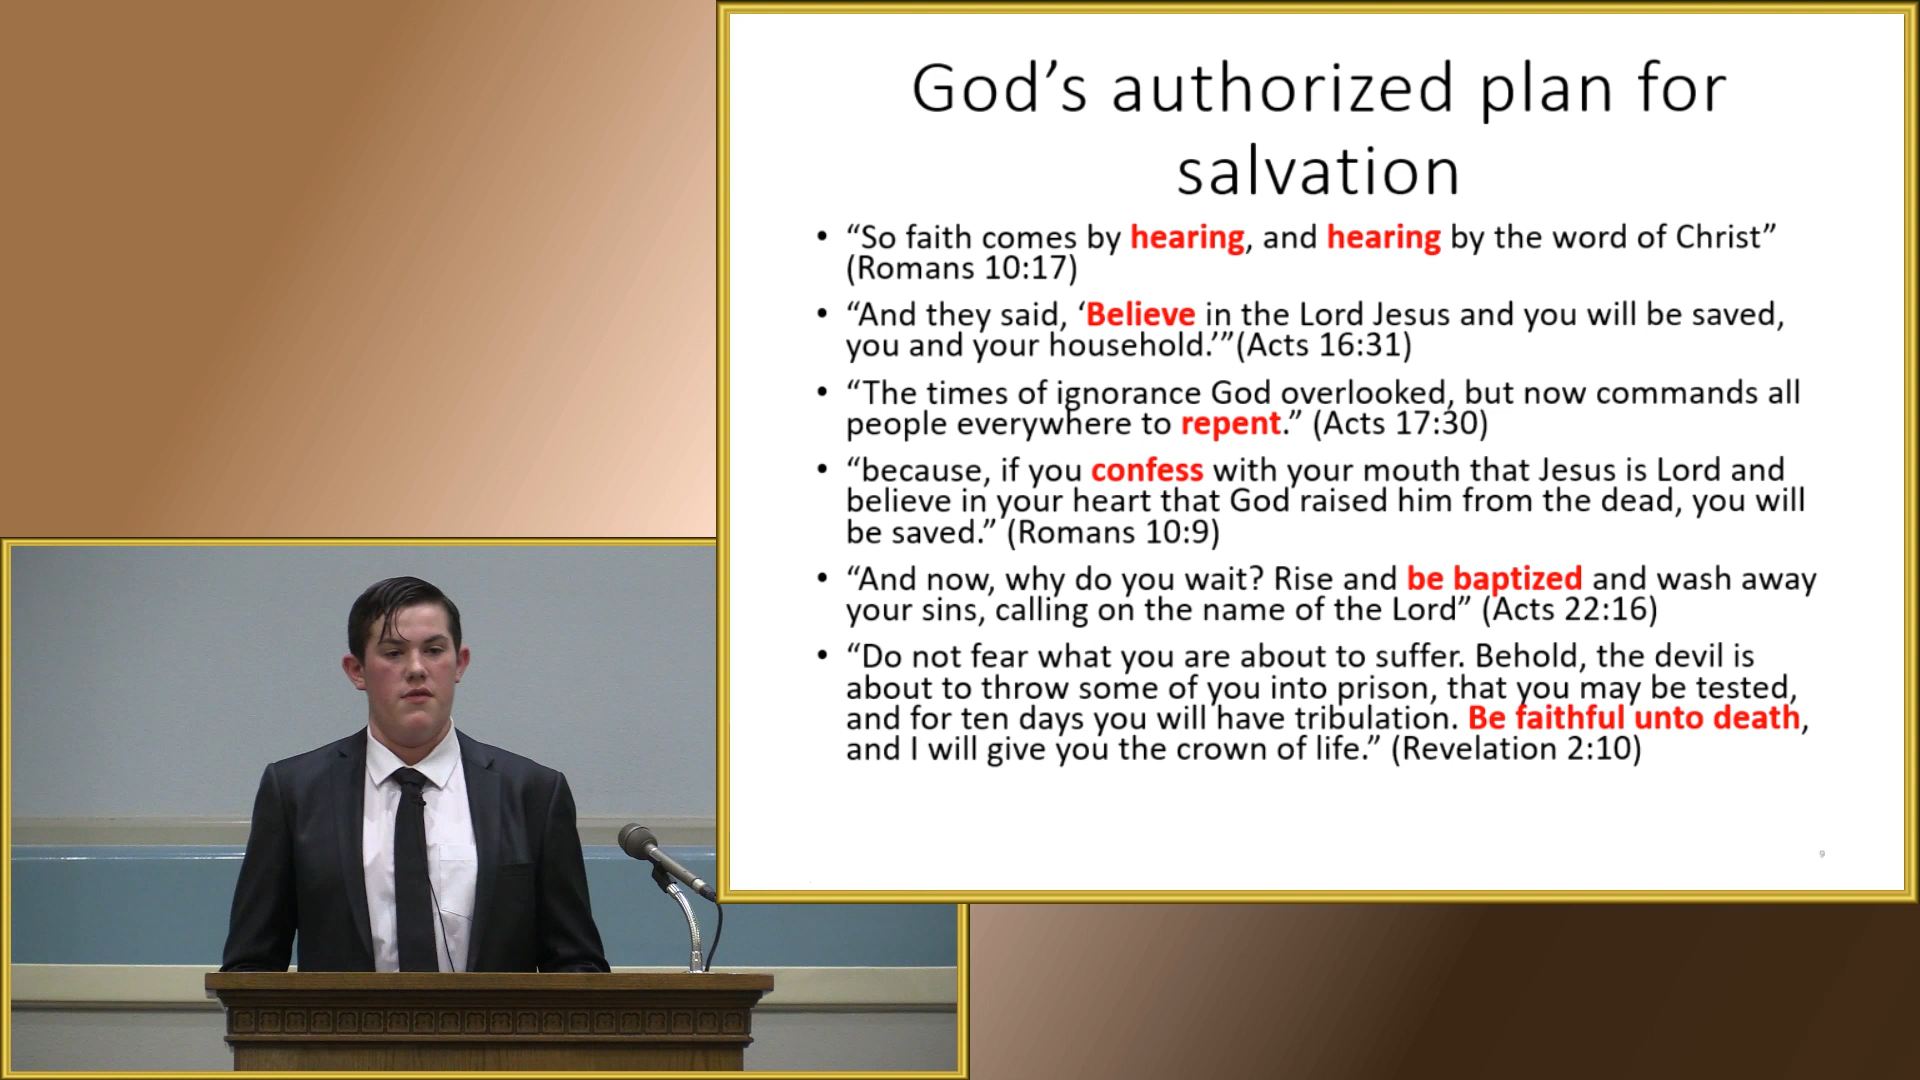 God’s authorized plan for
salvation
• “So faith comes by hearing, and hearing by the word of Christ”
(Romans 10:17)
• “And they said, ‘Believe in the Lord Jesus and you will be saved,
you and your household.’”(Acts 16:31)
• “The times of ignorance God overlooked, but now commands all
people everywhere to repent.” (Acts 17:30)
• “because, if you confess with your mouth that Jesus is Lord and
believe in your heart that God raised him from the dead, you will
be saved.” (Romans 10:9)
• “And now, why do you wait? Rise and be baptized and wash away
your sins, calling on the name of the Lord” (Acts 22:16)
• “Do not fear what you are about to suffer. Behold, the devil is
about to throw some of you into prison, that you may be tested,
and for ten days you will have tribulation. Be faithful unto death,
and I will give you the crown of life.” (Revelation 2:10)
9